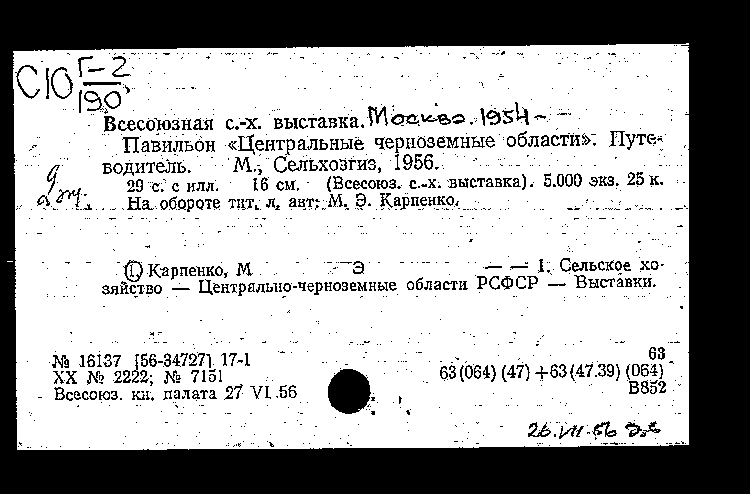 С10 Г-2
190
Всесоюзная с.-х. выставка. Москва. 1954 -
Павильон «Центральные черноземные области». Путе-
водитель. М., Сельхозгиз, 1956.
29 с. с илл. 16 см. (Всесоюз. с.-х. выставка). 5.000 экз. 25 к.
На обороте тит. л. авт: М. Э. Карпенко.
1. Карпенко, М Э — — I. Сельское хо-
зяйство — Центрально-черноземные области РСФСР — Выставки.
63
№ 16137 [56-34727] 17-1
63(064)(47)+63(47.39)(064)
XX № 2222; № 7151
В852
Всесоюз. кн. палата 27 VI 56
26.VII.56